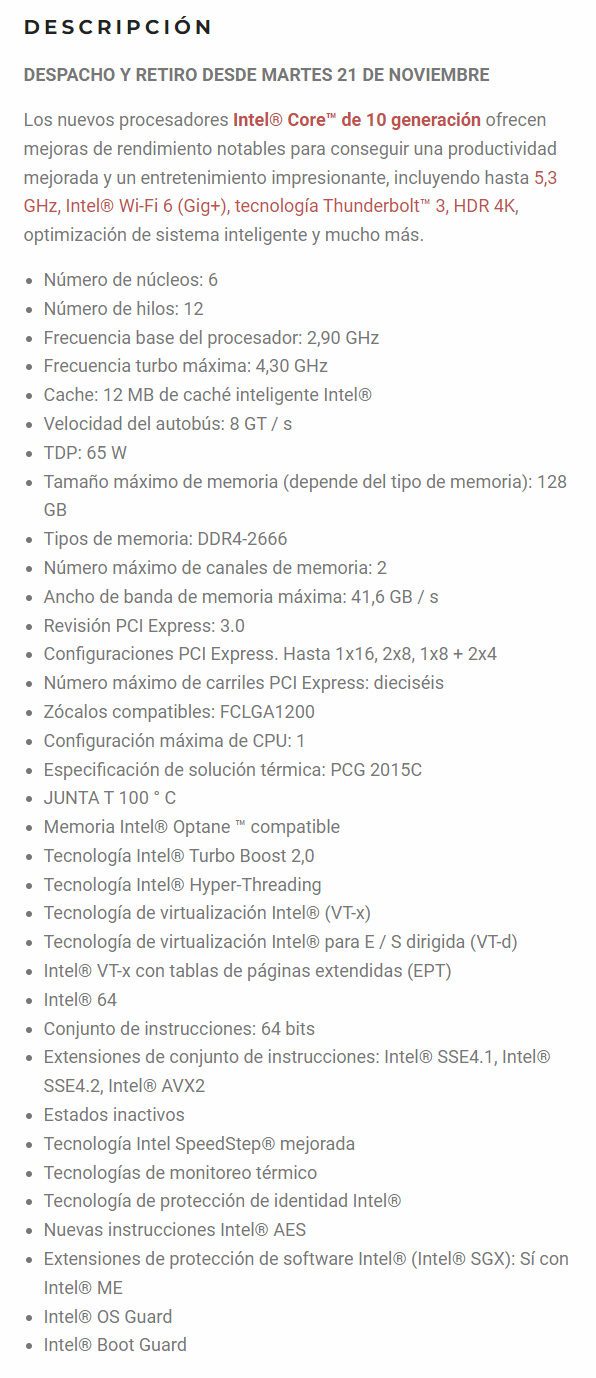 DESCRIPCIÓN
DESPACHO Y RETIRO DESDE MARTES 21 DE NOVIEMBRE
Los nuevos procesadores Intel® Core™ de 10 generación ofrecen
mejoras de rendimiento notables para conseguir una productividad
mejorada y un entretenimiento impresionante, incluyendo hasta 5,3
GHz, Intel® Wi-Fi 6 (Gig+), tecnología Thunderbolt™ 3, HDR 4K,
optimización de sistema inteligente y mucho más.
• Número de núcleos: 6
• Número de hilos: 12
• Frecuencia base del procesador: 2,90 GHz
• Frecuencia turbo máxima: 4,30 GHz
• Cache: 12 MB de caché inteligente Intel®
• Velocidad del autobús: 8 GT / s
• TDP: 65 W
• Tamaño máximo de memoria (depende del tipo de memoria): 128
GB
• Tipos de memoria: DDR4-2666
• Número máximo de canales de memoria: 2
• Ancho de banda de memoria máxima: 41,6 GB / s
• Revisión PCI Express: 3.0
• Configuraciones PCI Express. Hasta 1x16, 2x8, 1x8 + 2x4
• Número máximo de carriles PCI Express: dieciséis
• Zócalos compatibles: FCLGA1200
• Configuración máxima de CPU: 1
• Especificación de solución térmica: PCG 2015C
• JUNTA T 100 ° C
• Memoria Intel® Optane ™ compatible
• Tecnología Intel® Turbo Boost 2,0
• Tecnología Intel® Hyper-Threading
• Tecnología de virtualización Intel® (VT-x)
• Tecnología de virtualización Intel® para E / S dirigida (VT-d)
• Intel® VT-x con tablas de páginas extendidas (EPT)
• Intel® 64
• Conjunto de instrucciones: 64 bits
• Extensiones de conjunto de instrucciones: Intel® SSE4.1, Intel®
SSE4.2, Intel® AVX2
• Estados inactivos
• Tecnología Intel SpeedStep® mejorada
• Tecnologías de monitoreo térmico
• Tecnología de protección de identidad Intel®
• Nuevas instrucciones Intel® AES
• Extensiones de protección de software Intel® (Intel® SGX): Sí con
Intel® ME
• Intel® OS Guard
• Intel® Boot Guard